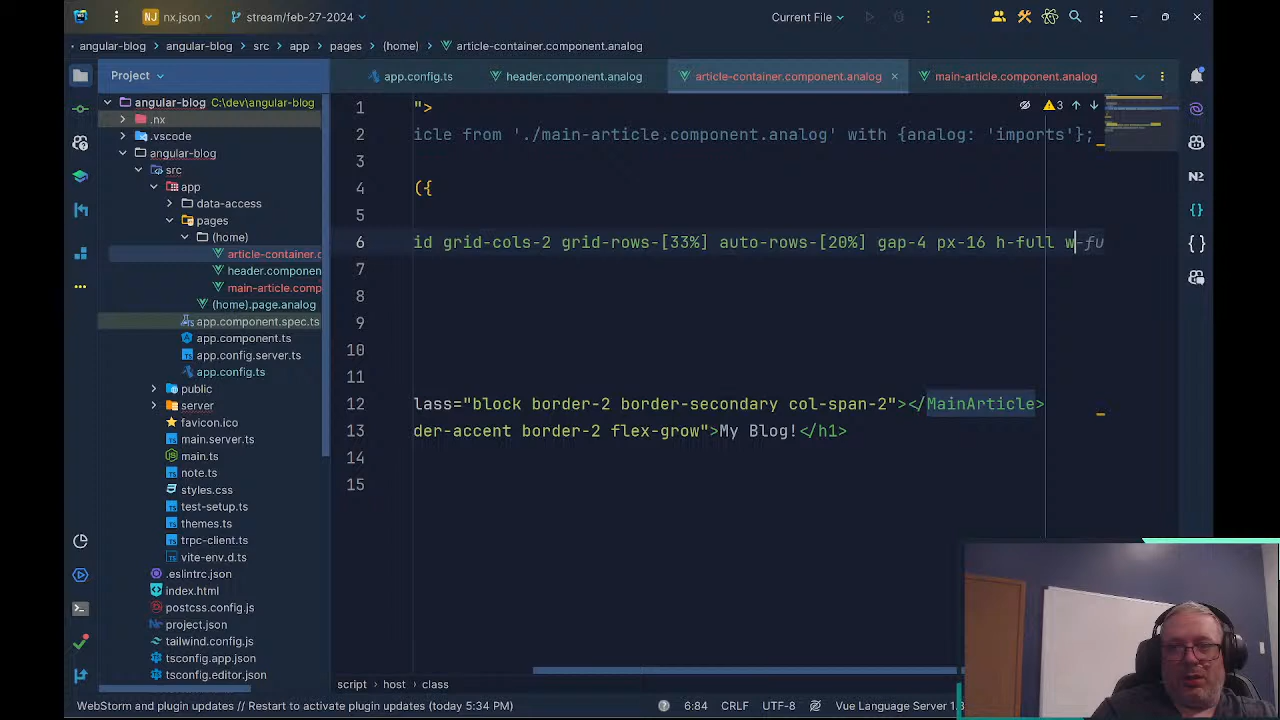 NJ nx.json stream/feb-27-2024 Current File
angular-blog angular-blog src app pages (home) article-container.component.analog
Project app.config.ts header.component.analog article-container.component.analog main-article.component.analog
angular-blog C:\dev\angular-blog
.nx
.vscode
angular-blog
src
app
data-access
pages
(home)
article-container.c
header.component
main-article.comp
(home).page.analog
app.component.spec.ts
app.component.ts
app.config.server.ts
app.config.ts
public
server
favicon.ico
main.server.ts
main.ts
note.ts
styles.css
test-setup.ts
themes.ts
trpc-client.ts
vite-env.d.ts
.eslintrc.json
index.html
postcss.config.js
project.json
tailwind.config.js
tsconfig.app.json
tsconfig.editor.json
1 ">
3
2 icle from './main-article.component.analog' with {analog: 'imports'};
3
4 ({
5
6 id grid-cols-2 grid-rows-[33%] auto-rows-[20%] gap-4 px-16 h-full w-fu
7
8
9
10
11
12 lass="block border-2 border-secondary col-span-2"></MainArticle>
13 der-accent border-2 flex-grow">My Blog!</h1>
14
15
N2
script host class
WebStorm and plugin updates // Restart to activate plugin updates (today 5:34 PM) 6:84 CRLF UTF-8 Vue Language Server 1.8